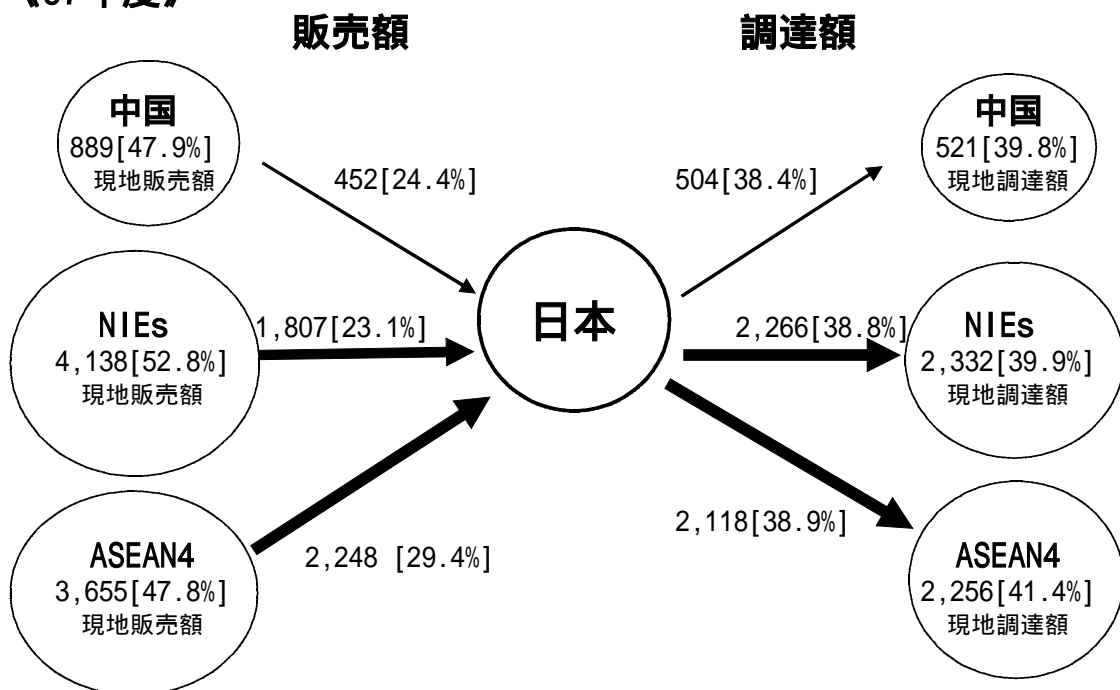 販売額
調達額
中国
889[47.9%]
現地販売額
452[24.4%]
504[38.4%]
中国
521[39.8%]
現地調達額
NIEs
4,138[52.8%]
現地販売額
1,807[23.1%]
日本
2,266[38.8%]
NIEs
2,332[39.9%]
現地調達額
ASEAN4
3,655[47.8%]
現地販売額
2,248 [29.4%]
2,118[38.9%]
ASEAN4
2,256[41.4%]
現地調達額